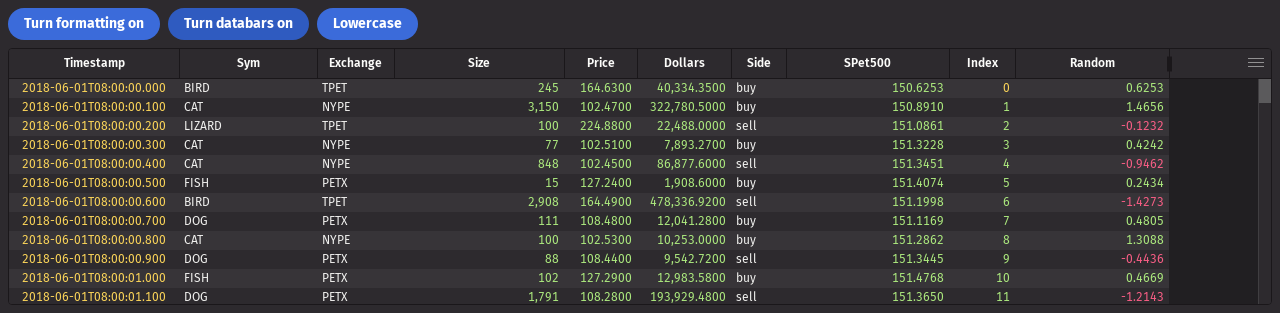 Turn formatting on Turn databars on Lowercase
Timestamp Sym Exchange Size Price Dollars Side SPet500 Index Random
2018-06-01T08:00:00.000 BIRD TPET 245 164.6300 40,334.3500 buy 150.6253 0 0.6253
2018-06-01T08:00:00.100 CAT NYPE 3,150 102.4700 322,780.5000 buy 150.8910 1 1.4656
2018-06-01T08:00:00.200 LIZARD TPET 100 224.8800 22,488.0000 sell 151.0861 2 -0.1232
2018-06-01T08:00:00.300 CAT NYPE 77 102.5100 7,893.2700 buy 151.3228 3 0.4242
2018-06-01T08:00:00.400 CAT NYPE 848 102.4500 86,877.6000 sell 151.3451 4 -0.9462
2018-06-01T08:00:00.500 FISH PETX 15 127.2400 1,908.6000 buy 151.4074 5 0.2434
2018-06-01T08:00:00.600 BIRD TPET 2,908 164.4900 478,336.9200 sell 151.1998 6 -1.4273
2018-06-01T08:00:00.700 DOG PETX 111 108.4800 12,041.2800 buy 151.1169 7 0.4805
2018-06-01T08:00:00.800 CAT NYPE 100 102.5300 10,253.0000 buy 151.2862 8 1.3088
2018-06-01T08:00:00.900 DOG PETX 88 108.4400 9,542.7200 sell 151.3445 9 -0.4436
2018-06-01T08:00:01.000 FISH PETX 102 127.2900 12,983.5800 buy 151.4768 10 0.4669
2018-06-01T08:00:01.100 DOG PETX 1,791 108.2800 193,929.4800 sell 151.3650 11 -1.2143